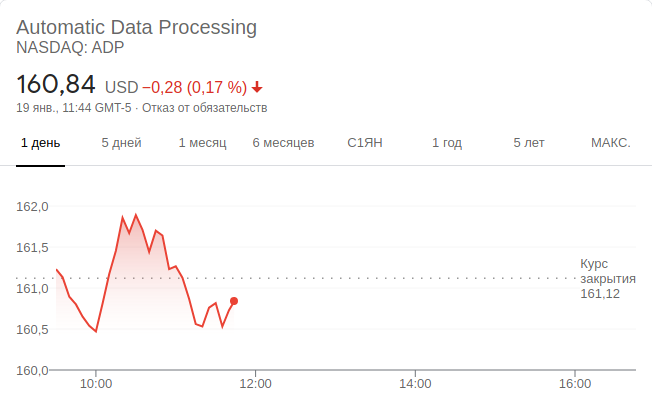 Automatic Data Processing
NASDAQ: ADP
160,84 USD −0,28 (0,17 %)
19 янв., 11:44 GMT-5 · Отказ от обязательств
1 день 5 дней 1 месяц 6 месяцев С1ЯН 1 год 5 лет МАКС.
162,0
161,5
Курс
закрытия
161,12
161,0
160,5
160,0
10:00 12:00 14:00 16:00